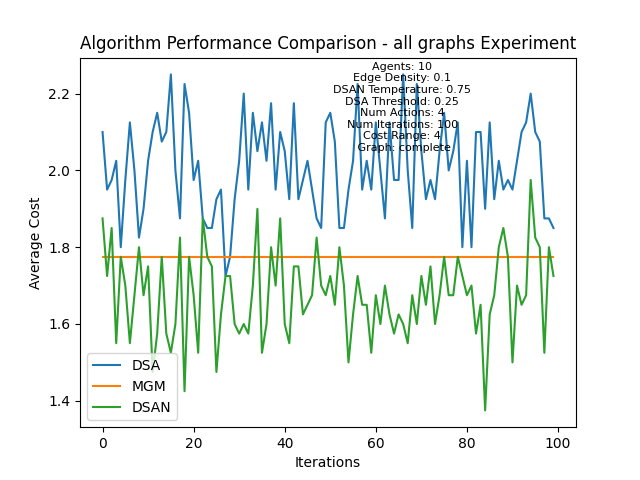 Algorithm Performance Comparison - all graphs Experiment
Agents: 10
Edge Density: 0.1
DSAN Temperature: 0.75
DSA Threshold: 0.25
Num Actions: 4
Num Iterations: 100
Cost Range: 4
Graph: complete
2.2
2.0
1.8
1.6
1.4
Average Cost
DSA
MGM
DSAN
0
20
40
60
80
100
Iterations